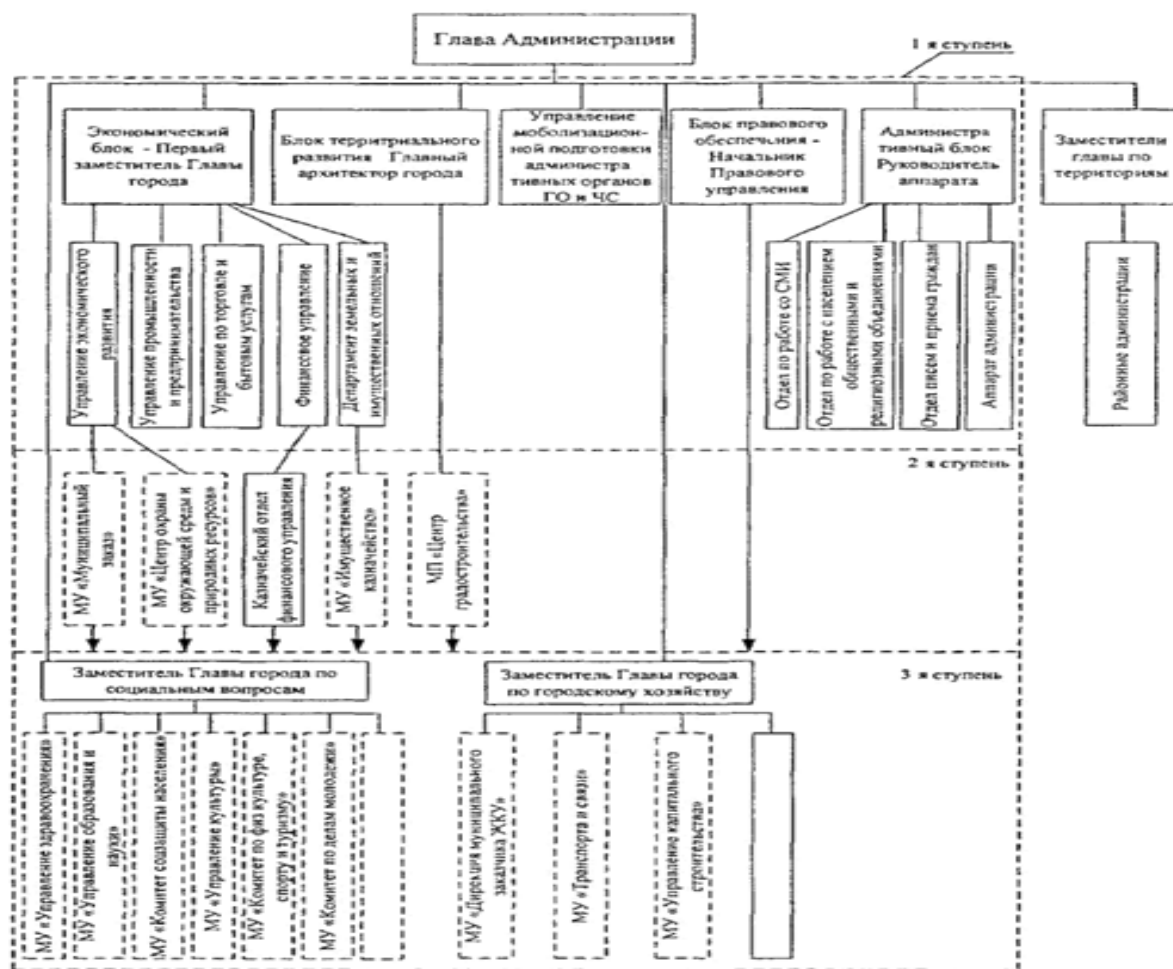 Глава Администрации
1 я ступень
Экономический
блок - Первый
заместитель Главы
города
Блок территриального
развития Главный
архитектор города
Управление
моболизацион-
ной подготовки
администра
тивных органов
ГО и ЧС
Блок правового
обеспечения -
Начальник
Правового
управления
Администра
тивный блок
Руководитель
аппарата
Заместители
главы по
территориям
Управление экономического
развития
Управление промышленности
и предпринимательства
Управление по торговле и
бытовым услугам
Финансовое управление
Департамент земельных и
имущественных отношений
Отдел по работе со СМИ
Отдел по работе с населением
общественными и
религиозными объединениями
Отдел писем и приема граждан
Аппарат администрации
Районные администрации
2 я ступень
МУ «Муниципальный
заказ»
МУ «Центр охраны
окружающей среды и
природных ресурсов»
Казначейский отдел
финансового управления
МУ «Имущественное
казначейство»
МП «Центр
градостроительства»
3 я ступень
Заместитель Главы города по
социальным вопросам
Заместитель Главы города
по городскому хозяйству
МУ «Управление здравоохранения»
МУ «Управление образования и
науки»
МУ «Комитет соцзащиты населения»
МУ «Управление культуры»
МУ «Комитет по физ культуре,
спорту и туризму»
МУ «Комитет по делам молодежи»
МУ «Дирекция муниципального
заказчика ЖКУ»
МУ «Транспорта и связи»
МУ «Управление капитального
строительства»